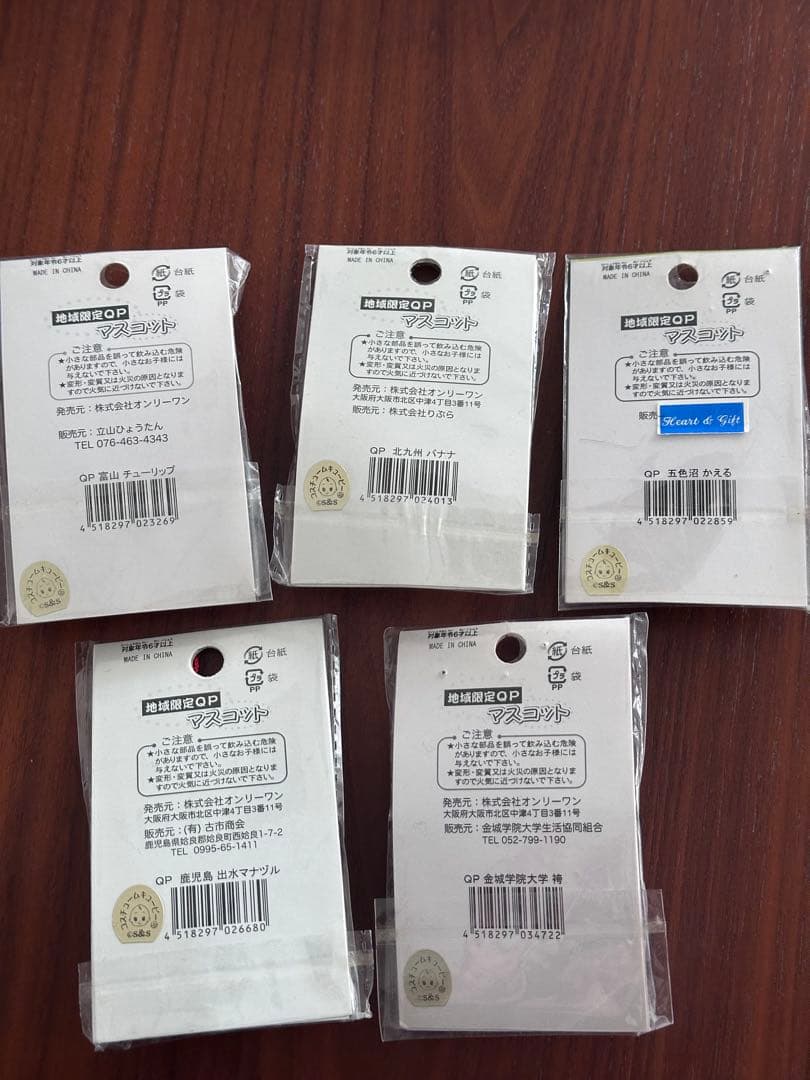 対象年令6才以上
MADE IN CHINA
紙 台紙
プラ 袋
PP
地域限定QP
マスコット
ご注意
★小さな部品を誤って飲み込む危険
がありますので、小さなお子様には
与えないで下さい。
★変形・変質又は火災の原因となりま
すので火気に近づけないで下さい。
発売元:株式会社オンリーワン
販売元:立山ひょうたん
TEL 076-463-4343
QP 富山 チューリップ
4 518297 023269
コスチュームキューピー
©S&S
対象年令6才以上
MADE IN CHINA
紙 台紙
プラ 袋
PP
地域限定QP
マスコット
ご注意
★小さな部品を誤って飲み込む危険
がありますので、小さなお子様には
与えないで下さい。
★変形・変質又は火災の原因となりま
すので火気に近づけないで下さい。
発売元:株式会社オンリーワン
大阪府大阪市北区中津4丁目3番11号
販売元:株式会社りぶら
QP 北九州 バナナ
4 518297 024013
コスチュームキューピー
©S&S
対象年令6才以上
MADE IN CHINA
紙 台紙
プラ 袋
PP
地域限定QP
マスコット
ご注意
★小さな部品を誤って飲み込む危険
がありますので、小さなお子様には
与えないで下さい。
★変形・変質又は火災の原因となりま
すので火気に近づけないで下さい。
販売
Heart & Gift
QP 五色沼 かえる
4 518297 022859
コスチュームキューピー
©S&S
対象年令6才以上
MADE IN CHINA
紙 台紙
プラ 袋
PP
地域限定QP
マスコット
ご注意
★小さな部品を誤って飲み込む危険
がありますので、小さなお子様には
与えないで下さい。
★変形・変質又は火災の原因となりま
すので火気に近づけないで下さい。
発売元:株式会社オンリーワン
大阪府大阪市北区中津4丁目3番11号
販売元:(有)古市商会
鹿児島県姶良郡姶良町西姶良1-7-2
TEL 0995-65-1411
QP 鹿児島 出水マナヅル
4 518297 026680
コスチュームキューピー
©S&S
対象年令6才以上
MADE IN CHINA
紙 台紙
プラ 袋
PP
地域限定QP
マスコット
ご注意
★小さな部品を誤って飲み込む危険
がありますので、小さなお子様には
与えないで下さい。
★変形・変質又は火災の原因となりま
すので火気に近づけないで下さい。
発売元:株式会社オンリーワン
大阪府大阪市北区中津4丁目3番11号
販売元:金城学院大学生活協同組合
TEL 052-799-1190
QP 金城学院大学 袴
4 518297 034722
コスチュームキューピー
©S&S